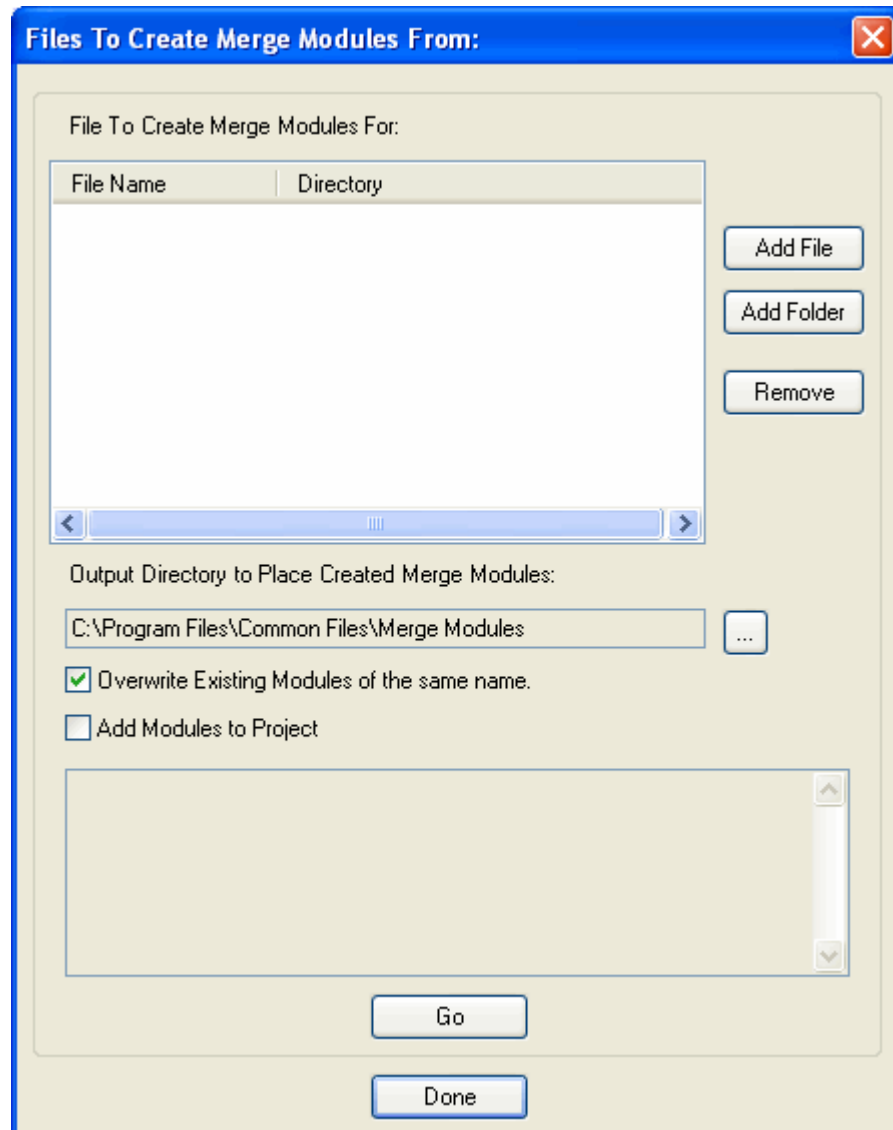 Files To Create Merge Modules From:
File To Create Merge Modules For:
File Name Directory
Add File
Add Folder
Remove
Output Directory to Place Created Merge Modules:
C:\Program Files\Common Files\Merge Modules
...
Overwrite Existing Modules of the same name.
Add Modules to Project
Go
Done